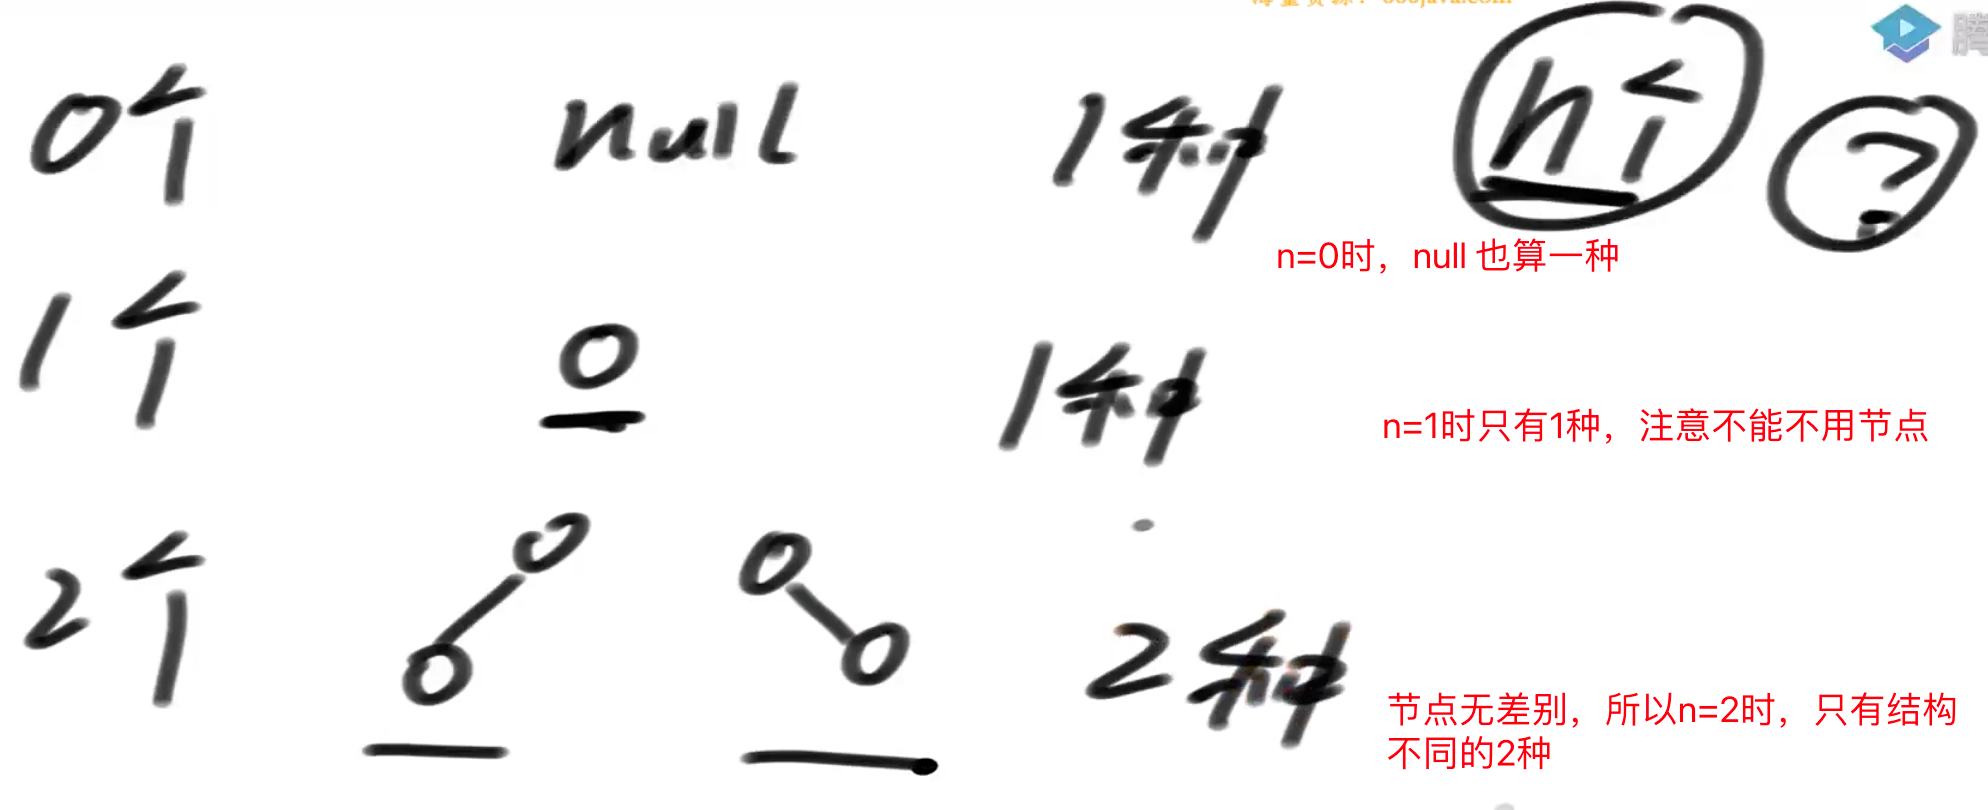 0个 null 1种 n个 ?
n=0时，null 也算一种
1个 1种
n=1时只有1种，注意不能不用节点
2个 2种
节点无差别，所以n=2时，只有结构
不同的2种